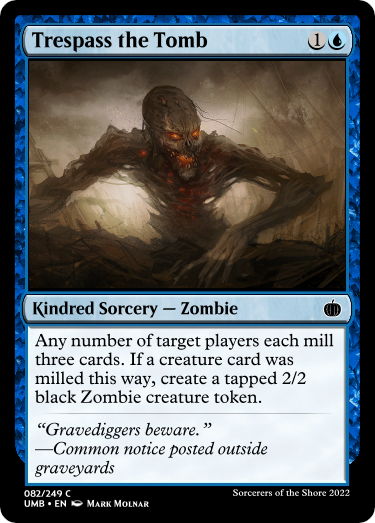 Trespass the Tomb 1
Kindred Sorcery — Zombie
Any number of target players each mill
three cards. If a creature card was
milled this way, create a tapped 2/2
black Zombie creature token.
“Gravediggers beware.”
—Common notice posted outside
graveyards
082/249 C
UMB • EN Mark Molnar
Sorcerers of the Shore 2022